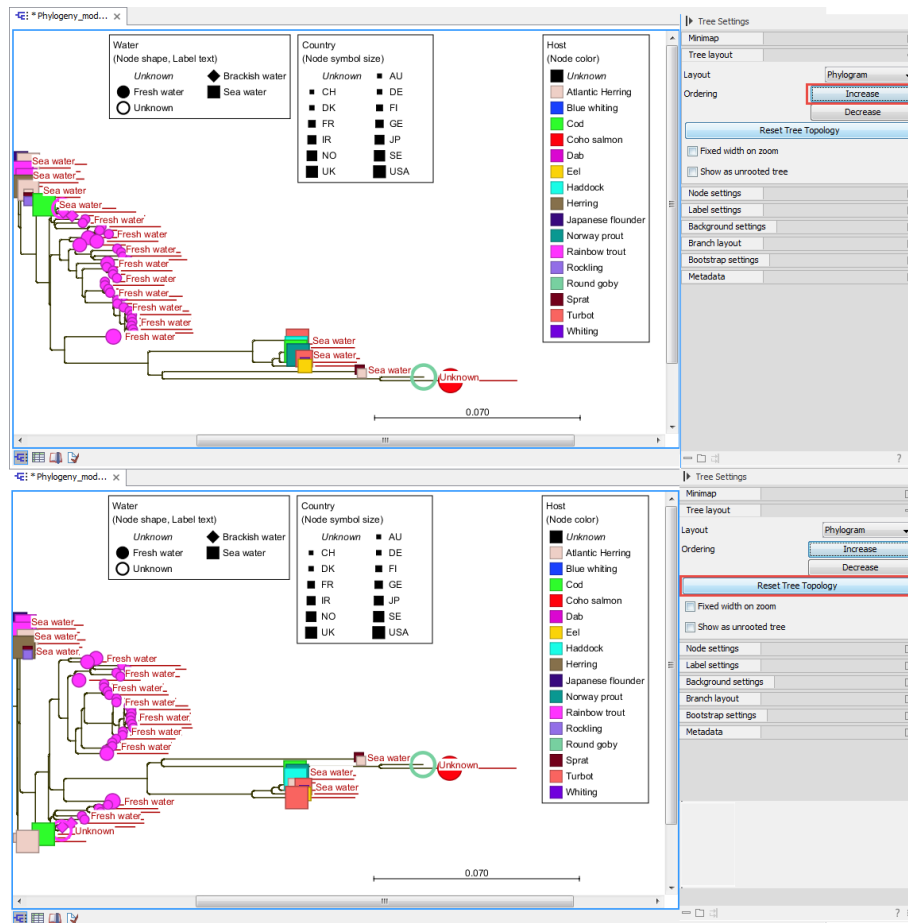 *Phylogeny_mod... ×
Water
(Node shape, Label text)
Unknown
Brackish water
Fresh water
Sea water
Unknown
Country
(Node symbol size)
Unknown
AU
CH
DE
DK
FI
FR
GE
IR
JP
NO
SE
UK
USA
Host
(Node color)
Unknown
Atlantic Herring
Blue whiting
Cod
Coho salmon
Dab
Eel
Haddock
Herring
Japanese flounder
Norway prout
Rainbow trout
Rockling
Round goby
Sprat
Turbot
Whiting
Sea water
Sea water
Sea water
Sea water
Fresh water
Fresh water
Fresh water
Fresh water
Fresh water
Fresh water
Fresh water
Fresh water
Sea water
Sea water
Sea water
Unknown
0.070
Tree Settings
Minimap
Tree layout
Layout
Phylogram
Ordering
Increase
Decrease
Reset Tree Topology
Fixed width on zoom
Show as unrooted tree
Node settings
Label settings
Background settings
Branch layout
Bootstrap settings
Metadata
?
*Phylogeny_mod... ×
Water
(Node shape, Label text)
Unknown
Brackish water
Fresh water
Sea water
Unknown
Country
(Node symbol size)
Unknown
AU
CH
DE
DK
FI
FR
GE
IR
JP
NO
SE
UK
USA
Host
(Node color)
Unknown
Atlantic Herring
Blue whiting
Cod
Coho salmon
Dab
Eel
Haddock
Herring
Japanese flounder
Norway prout
Rainbow trout
Rockling
Round goby
Sprat
Turbot
Whiting
Sea water
Sea water
Sea water
Fresh water
Fresh water
Fresh water
Fresh water
Fresh water
Fresh water
Fresh water
Sea water
Unknown
Sea water
Sea water
Fresh water
Fresh water
Unknown
0.070
Tree Settings
Minimap
Tree layout
Layout
Phylogram
Ordering
Increase
Decrease
Reset Tree Topology
Fixed width on zoom
Show as unrooted tree
Node settings
Label settings
Background settings
Branch layout
Bootstrap settings
Metadata
?